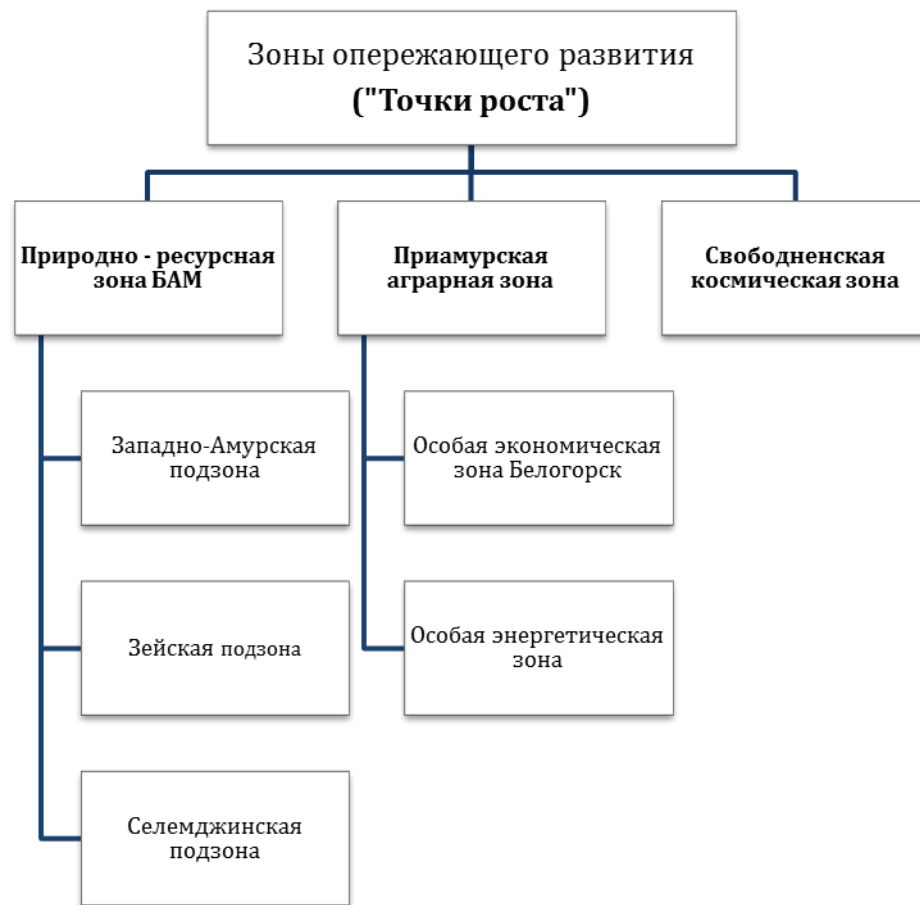 Зоны опережающего развития
("Точки роста")
Природно - ресурсная
зона БАМ
Приамурская
аграрная зона
Свободненская
космическая зона
Западно-Амурская
подзона
Особая экономическая
зона Белогорск
Зейская подзона
Особая энергетическая
зона
Селемджинская
подзона